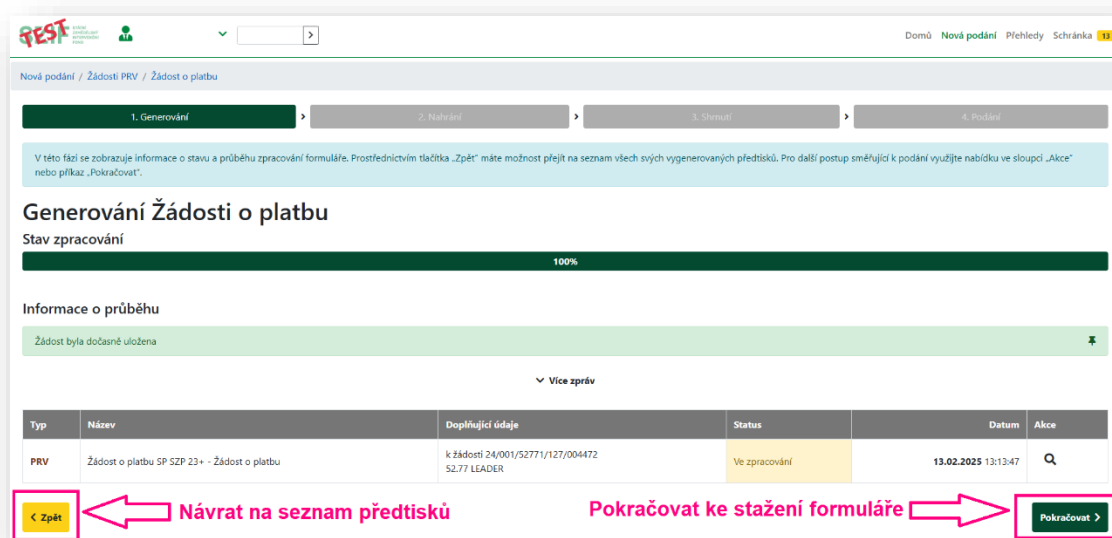 TEST
Domů Nová podání Přehledy Schránka 13
Nová podání / Žádosti PRV / Žádost o platbu
1. Generování > 2. Nahrání > 3. Shrnutí > 4. Podání
V této fázi se zobrazuje informace o stavu a průběhu zpracování formuláře. Prostřednictvím tlačítka „Zpět“ máte možnost přejít na seznam všech svých vygenerovaných předtisků. Pro další postup směřující k podání využijte nabídku ve sloupci „Akce“
nebo příkaz „Pokračovat“.
Generování Žádosti o platbu
Stav zpracování
100%
Informace o průběhu
Žádost byla dočasně uložena
Více zpráv
Typ Název Doplňující údaje Status Datum Akce
PRV Žádost o platbu SP SZP 23+ - Žádost o platbu k žádosti 24/001/52771/127/004472 Ve zpracování 13.02.2025 13:13:47
52.77 LEADER
< Zpět Návrat na seznam předtisků Pokračovat ke stažení formuláře Pokračovat >